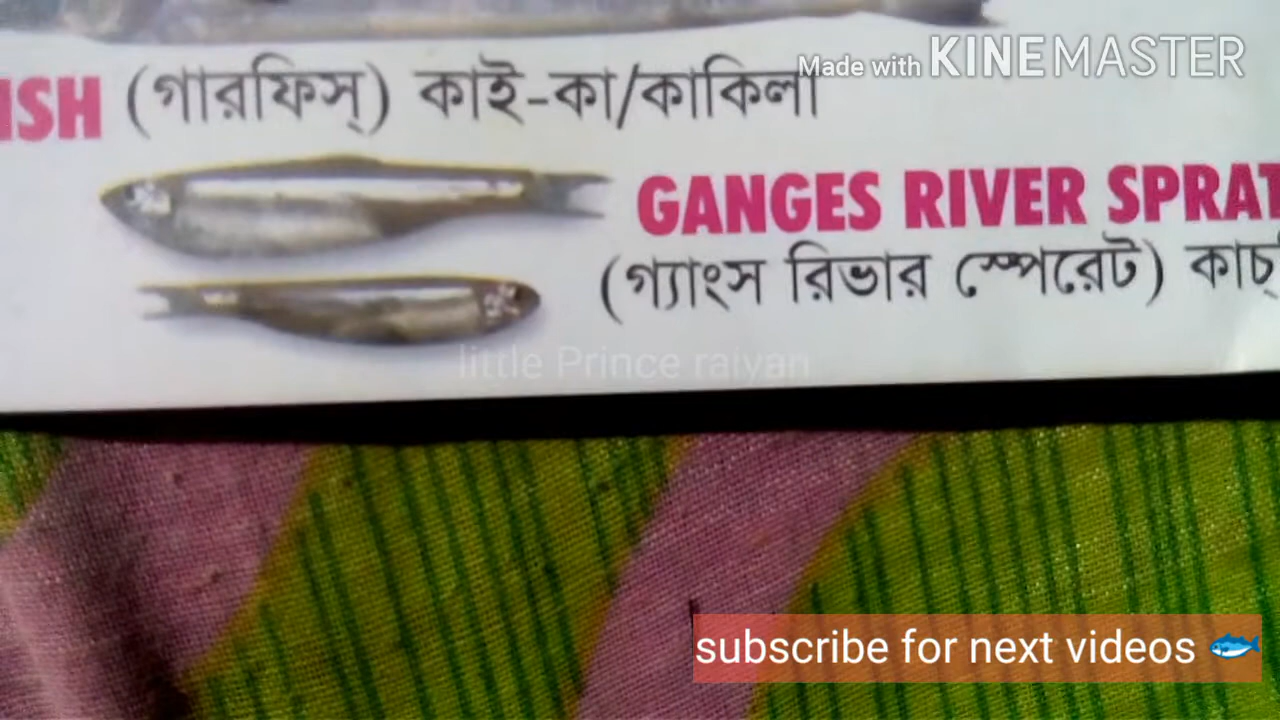 Made with KINEMASTER
ISH (গারফিস্) কাই-কা/কাকিলা
GANGES RIVER SPRAT
(গ্যাংস রিভার স্পেরেট) কাচ্
little Prince raiyan
subscribe for next videos